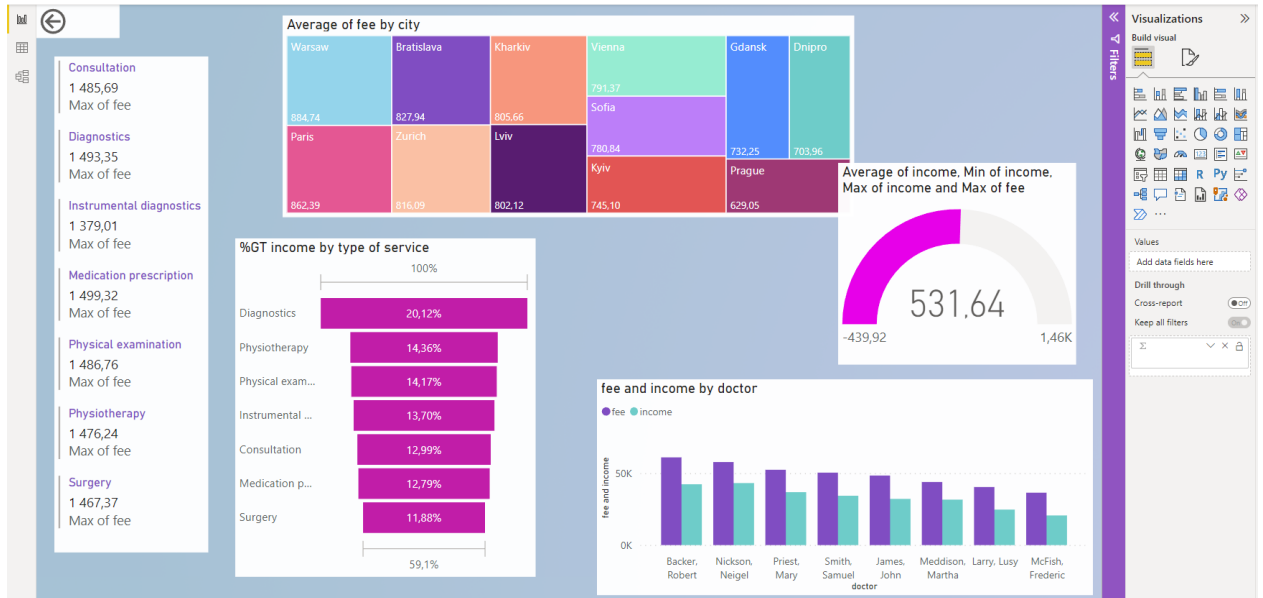 Consultation
1 485,69
Max of fee
Diagnostics
1 493,35
Max of fee
Instrumental diagnostics
1 379,01
Max of fee
Medication prescription
1 499,32
Max of fee
Physical examination
1 486,76
Max of fee
Physiotherapy
1 476,24
Max of fee
Surgery
1 467,37
Max of fee
Average of fee by city
Warsaw
884,74
Bratislava
827,94
Kharkiv
805,66
Vienna
791,37
Gdansk
732,25
Dnipro
703,96
Sofia
780,84
Paris
862,39
Zurich
816,09
Lviv
802,12
Kyiv
745,10
Prague
629,05
%GT income by type of service
100%
Diagnostics 20,12%
Physiotherapy 14,36%
Physical exam... 14,17%
Instrumental ... 13,70%
Consultation 12,99%
Medication p... 12,79%
Surgery 11,88%
59,1%
Average of income, Min of income,
Max of income and Max of fee
531,64
-439,92
1,46K
fee and income by doctor
fee income
fee and income
50K
0K
Backer,
Robert
Nickson,
Neigel
Priest,
Mary
Smith,
Samuel
James,
John
Meddison,
Martha
Larry, Lusy
McFish,
Frederic
doctor
Filters
Visualizations
Build visual
R Py
Values
Add data fields here
Drill through
Cross-report Off
Keep all filters On
Σ